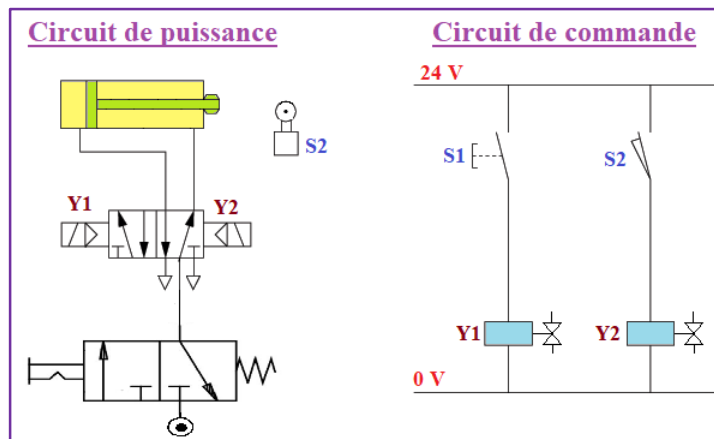 Circuit de puissance
Circuit de commande
24 V
S2
S1
S2
Y1
Y2
Y1
Y2
0 V